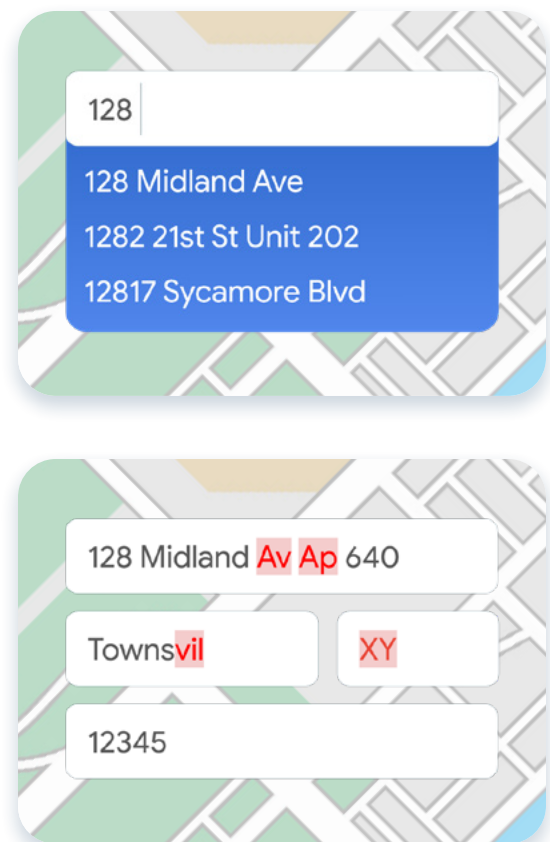 128
128 Midland Ave
1282 21st St Unit 202
12817 Sycamore Blvd
128 Midland Av Ap 640
Townsvil
XY
12345